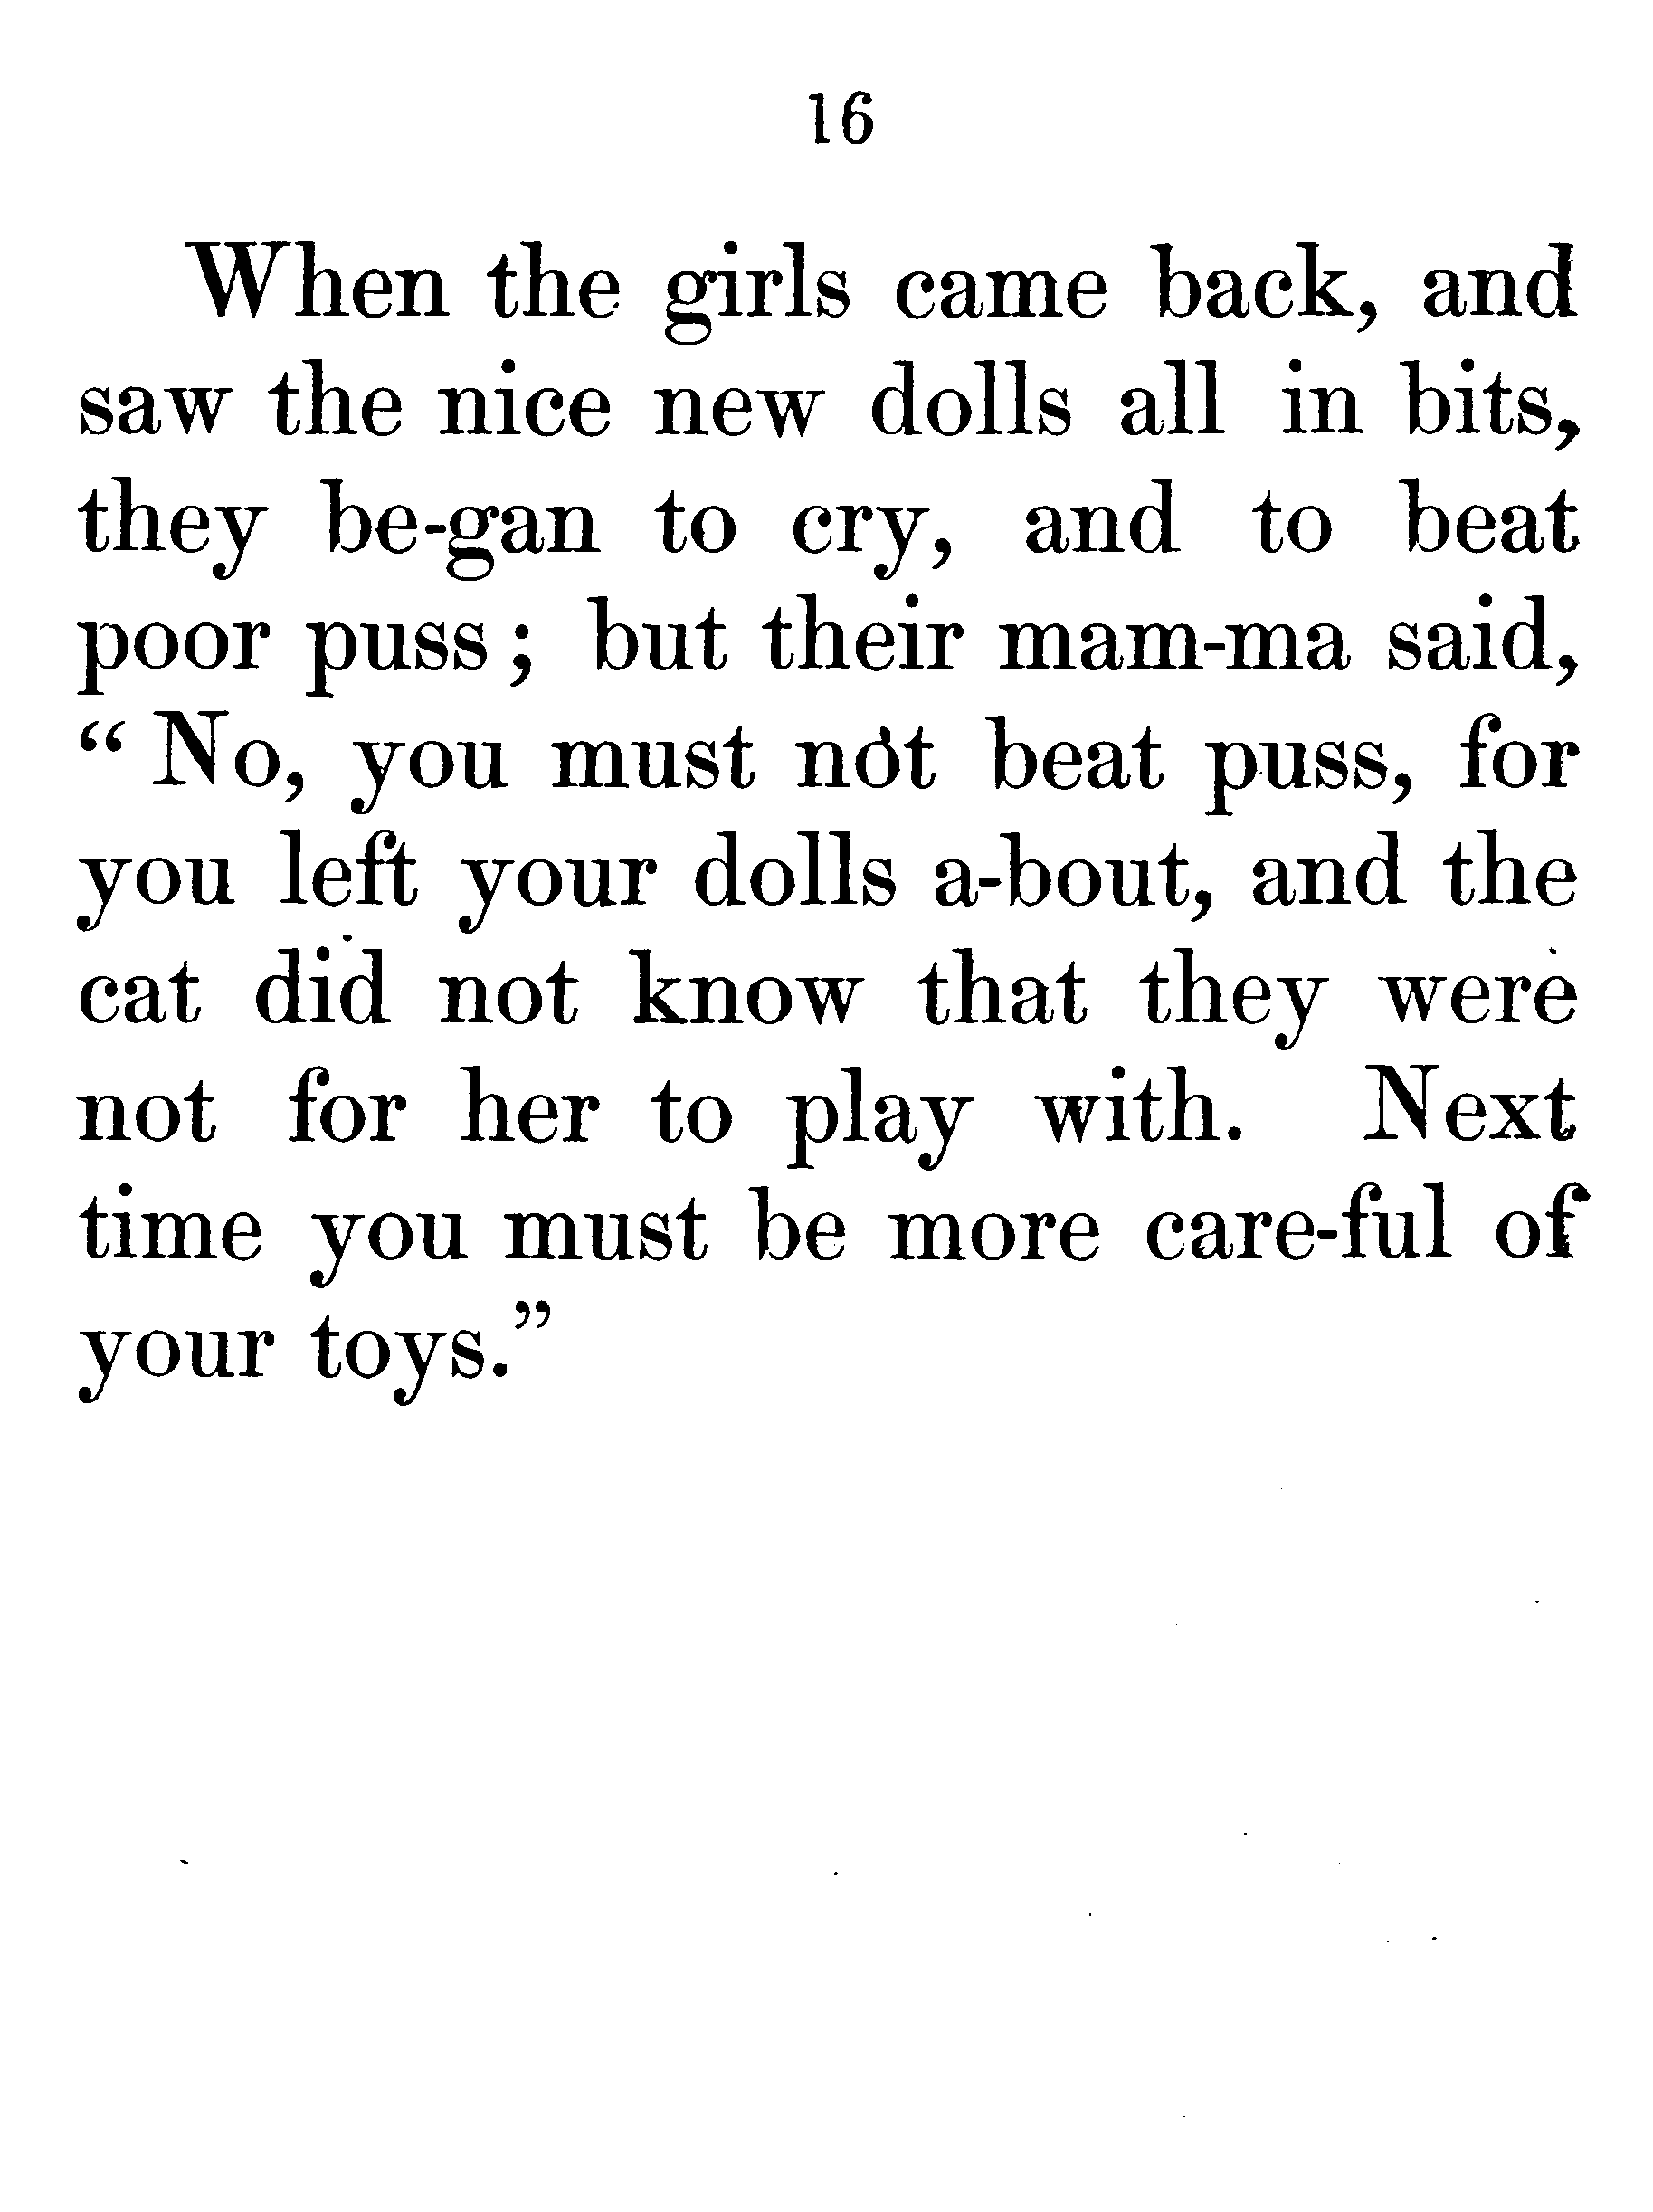 16
When the girls came back, and
saw the nice new dolls all in bits,
they be-gan to cry, and to beat
poor puss ; but their mam-ma said,
“ No, you must not beat puss, for
you left your dolls a-bout, and the
cat did not know that they were
not for her to play with. Next
time you must be more care-ful of
your toys.”